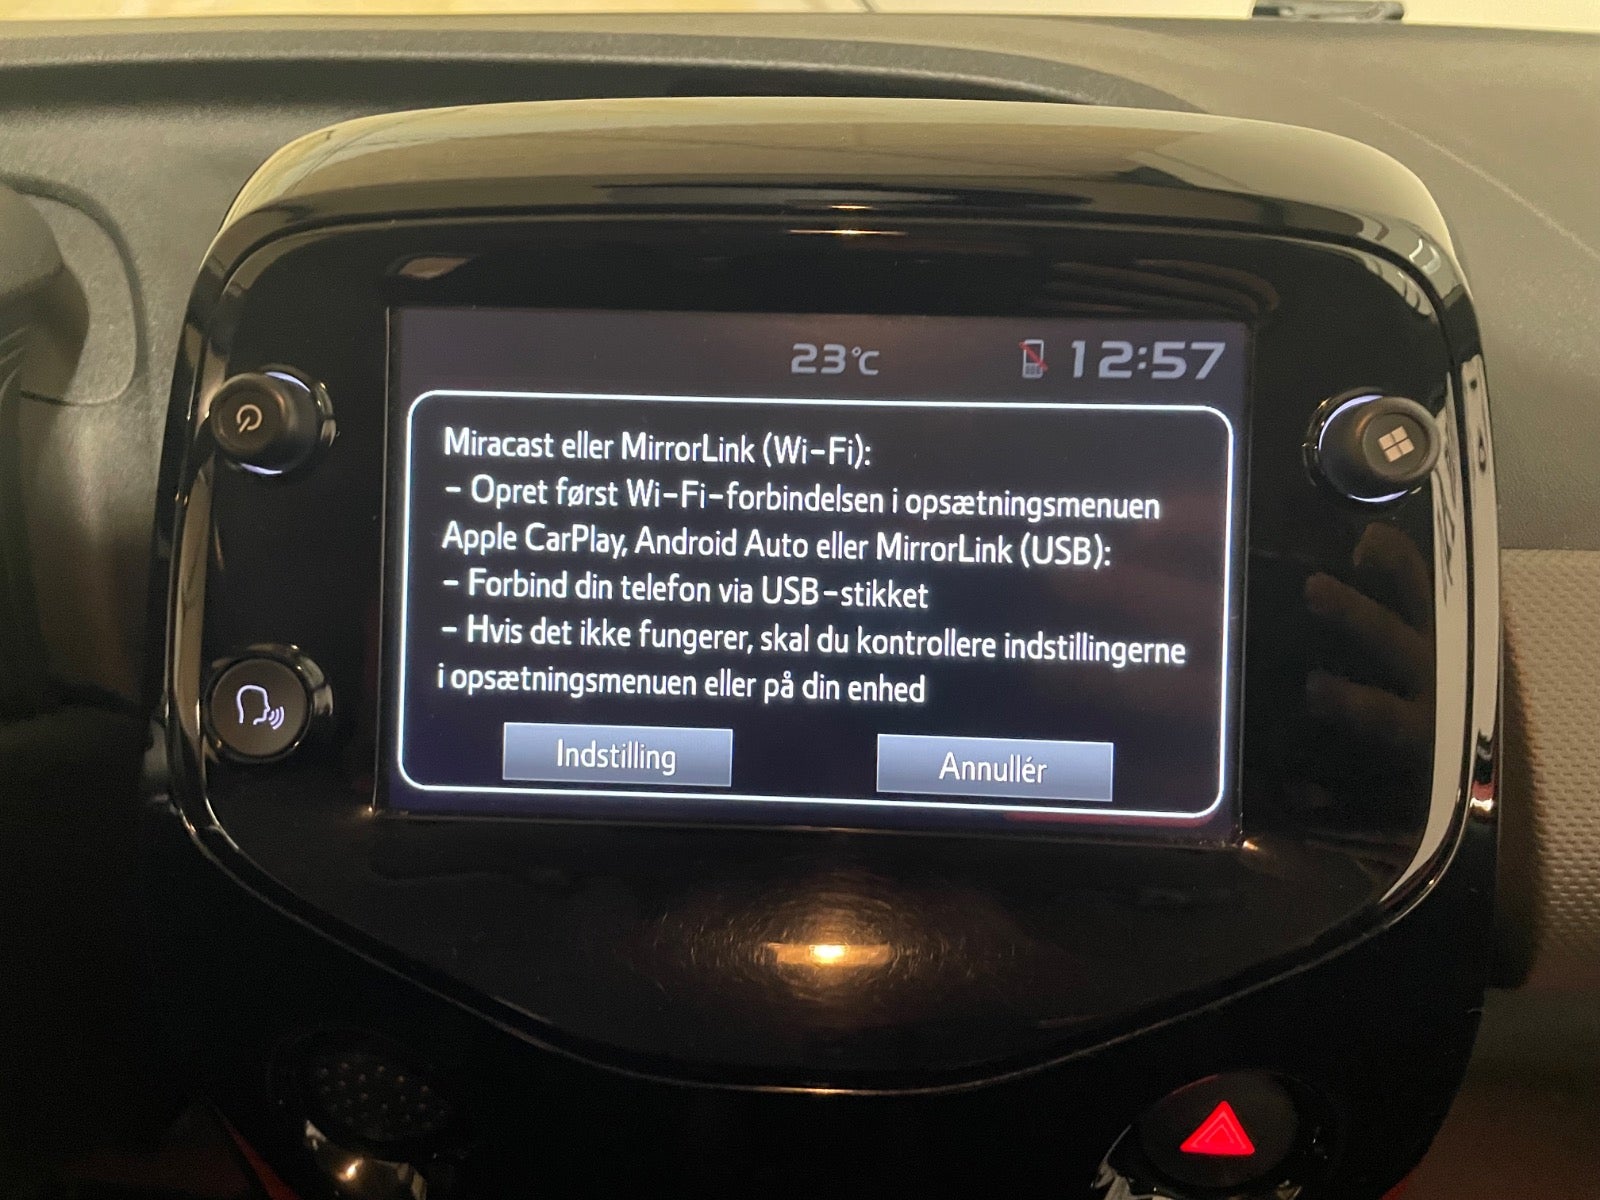 23°C 12:57
Miracast eller MirrorLink (Wi-Fi):
- Opret først Wi-Fi-forbindelsen i opsætningsmenuen
Apple CarPlay, Android Auto eller MirrorLink (USB):
- Forbind din telefon via USB-stikket
- Hvis det ikke fungerer, skal du kontrollere indstillingerne
i opsætningsmenuen eller på din enhed
Indstilling Annullér